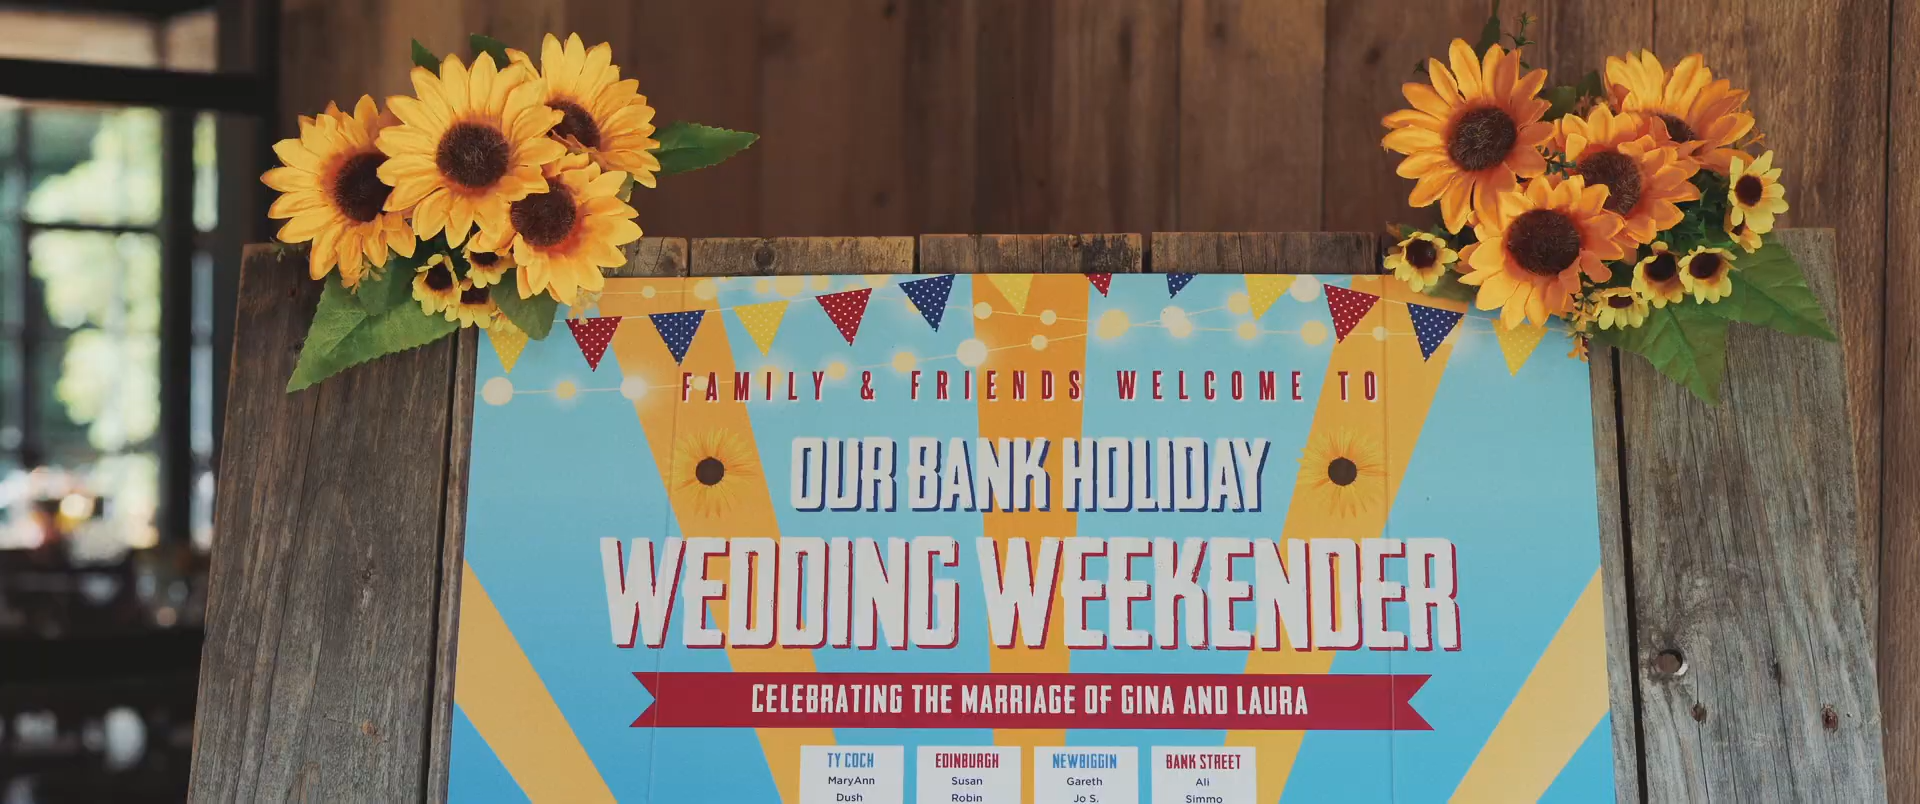 FAMILY & FRIENDS WELCOME TO
OUR BANK HOLIDAY
WEDDING WEEKENDER
CELEBRATING THE MARRIAGE OF GINA AND LAURA
TY COCH
MaryAnn
Dush
EDINBURGH
Susan
Robin
NEWBIGGIN
Gareth
Jo S.
BANK STREET
Ali
Simmo